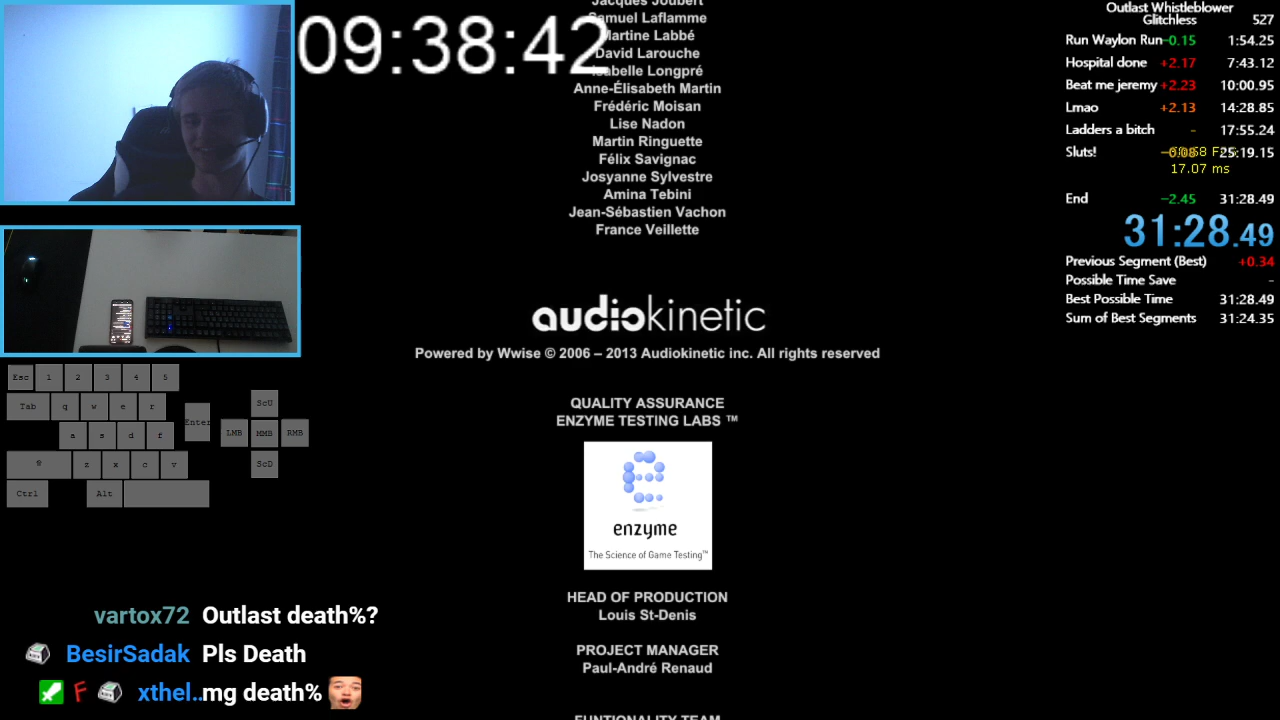 Jacques Joubert
Samuel Laflamme
Martine Labbé
David Larouche
Isabelle Longpré
Anne-Élisabeth Martin
Frédéric Moisan
Lise Nadon
Martin Ringuette
Félix Savignac
Josyanne Sylvestre
Amina Tebini
Jean-Sébastien Vachon
France Veillette
09:38:42
audiokinetic
Powered by Wwise © 2006 – 2013 Audiokinetic inc. All rights reserved
QUALITY ASSURANCE
ENZYME TESTING LABS ™
enzyme
The Science of Game Testing™
HEAD OF PRODUCTION
Louis St-Denis
PROJECT MANAGER
Paul-André Renaud
FUNTIONALITY TEAM
Outlast Whistleblower
Glitchless 527
Run Waylon Run -0.15 1:54.25
Hospital done +2.17 7:43.12
Beat me jeremy +2.23 10:00.95
Lmao +2.13 14:28.85
Ladders a bitch - 17:55.24
Sluts! 25:19.15
17.07 ms
End -2.45 31:28.49
31:28.49
Previous Segment (Best) +0.34
Possible Time Save -
Best Possible Time 31:28.49
Sum of Best Segments 31:24.35
Esc 1 2 3 4 5
Tab q w e r
Enter
a s d f
z x c v
Ctrl Alt
ScU
LMB MMB RMB
ScD
vartox72 Outlast death%?
BesirSadak Pls Death
F xthel..mg death%